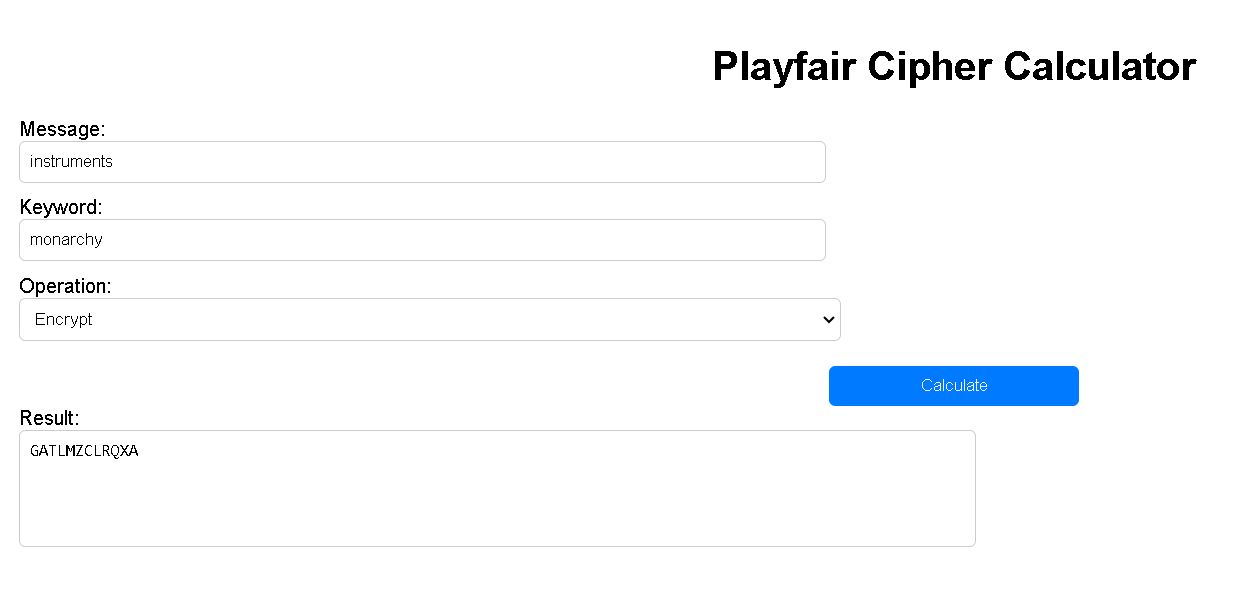 Playfair Cipher Calculator
Message:
instruments
Keyword:
monarchy
Operation:
Encrypt
Calculate
Result:
GATLMZCLRQXA